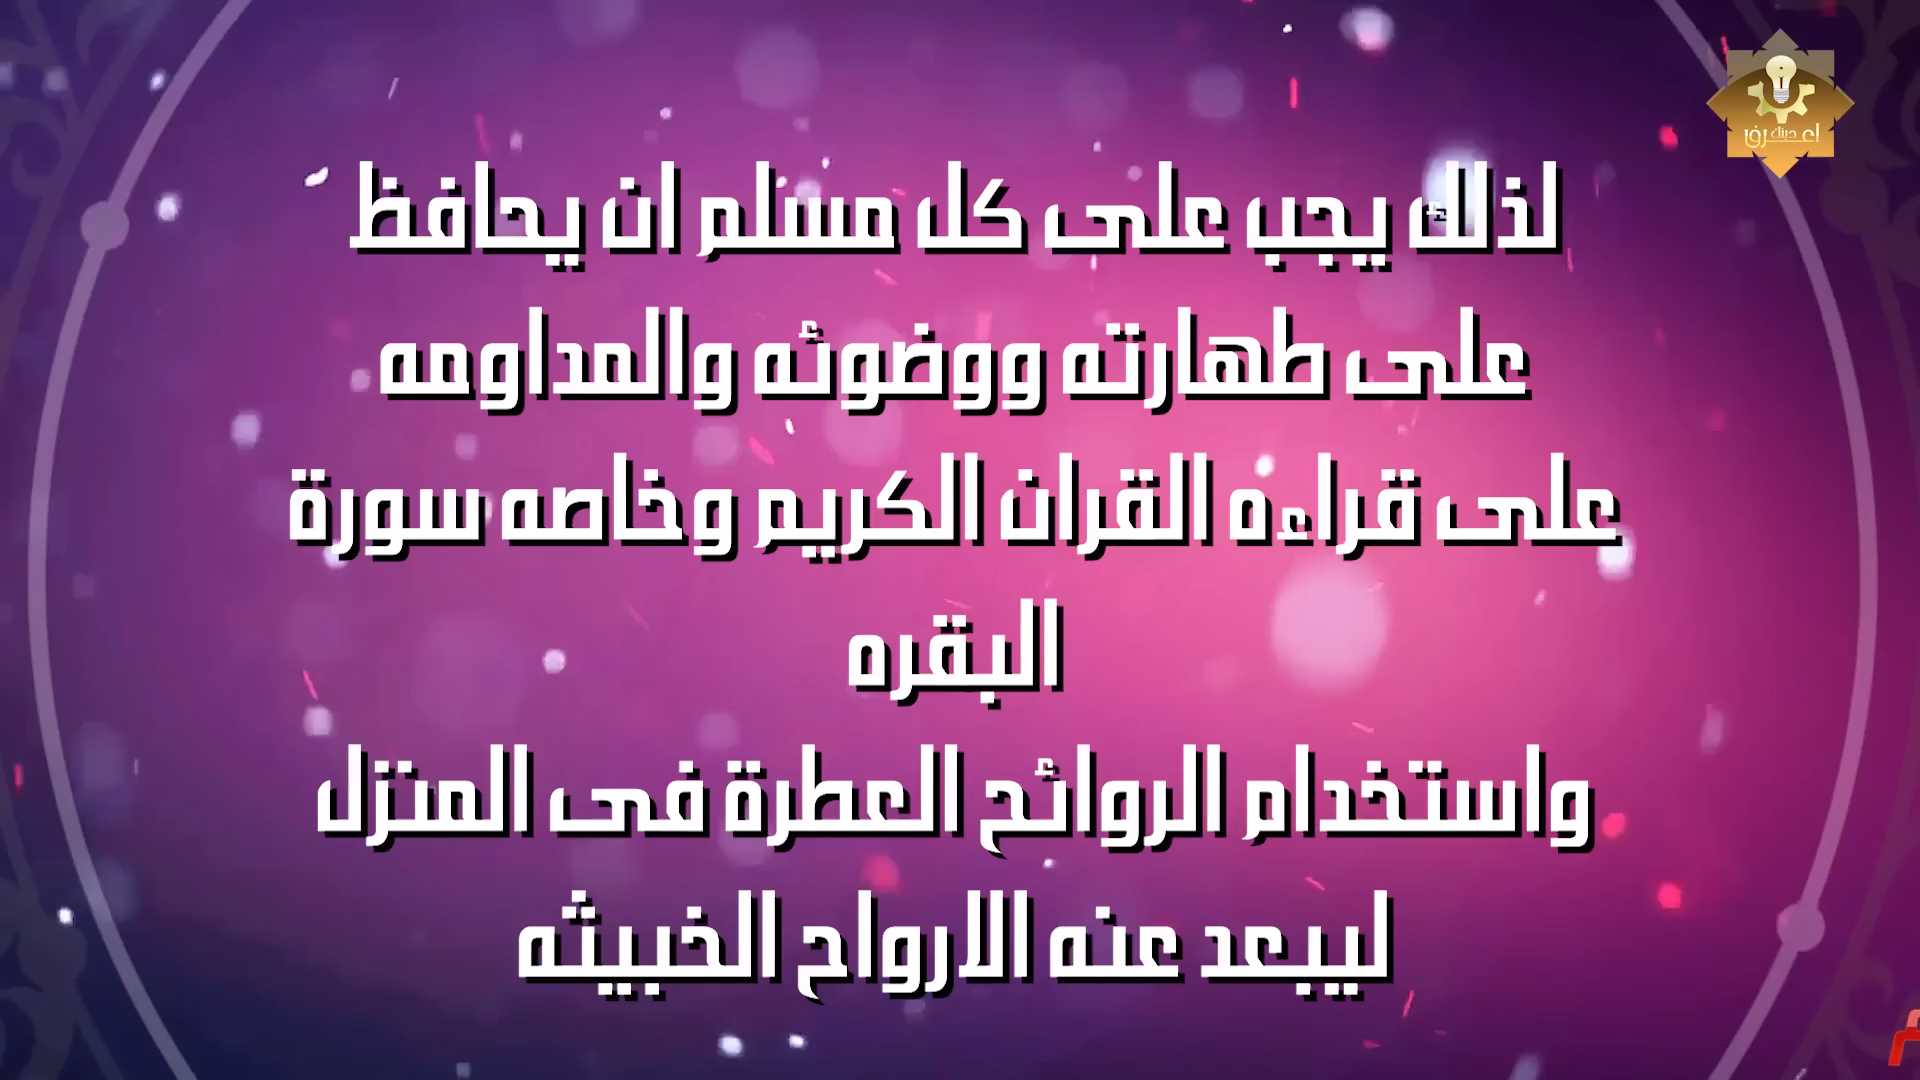 لذلك يجب على كل مسلم ان يحافظ
على طهارته ووضوئه والمداومه
على قراءه القران الكريم وخاصه سورة
البقره
واستخدام الروائح العطرة فى المنزل
ليبعد عنه الارواح الخبيثه